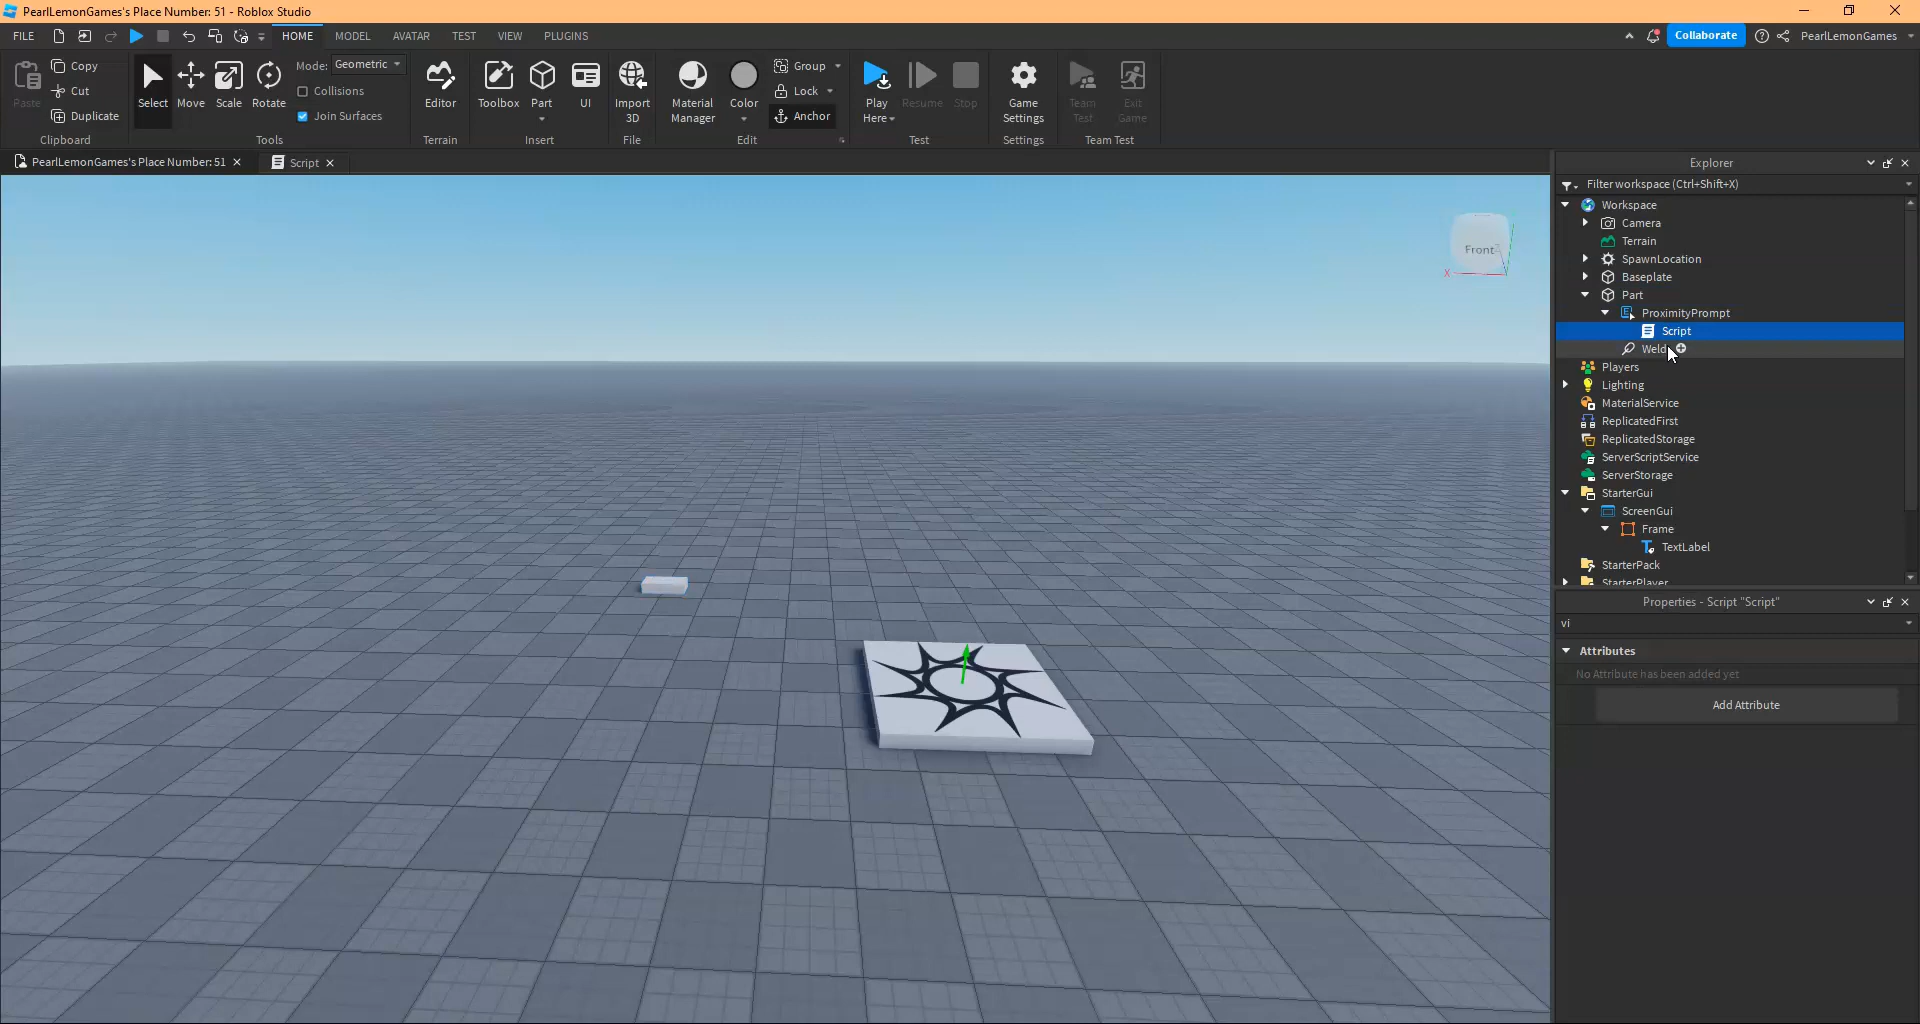 PearlLemonGames's Place Number: 51 - Roblox Studio
FILE HOME MODEL AVATAR TEST VIEW PLUGINS Collaborate PearlLemonGames
Paste
Copy
Cut
Duplicate
Clipboard
Select
Move
Scale
Rotate
Mode: Geometric
Collisions
Join Surfaces
Tools
Editor
Terrain
Toolbox
Part
UI
Insert
Import
3D
File
Material
Manager
Color
Group
Lock
Anchor
Edit
Play
Here
Resume
Stop
Test
Game
Settings
Settings
Team
Test
Exit
Game
Team Test
PearlLemonGames's Place Number: 51
Script
Front
X
Explorer
Filter workspace (Ctrl+Shift+X)
Workspace
Camera
Terrain
SpawnLocation
Baseplate
Part
ProximityPrompt
Script
Weld
Players
Lighting
MaterialService
ReplicatedFirst
ReplicatedStorage
ServerScriptService
ServerStorage
StarterGui
ScreenGui
Frame
TextLabel
StarterPack
StarterPlayer
Properties - Script "Script"
vi
Attributes
No Attribute has been added yet
Add Attribute